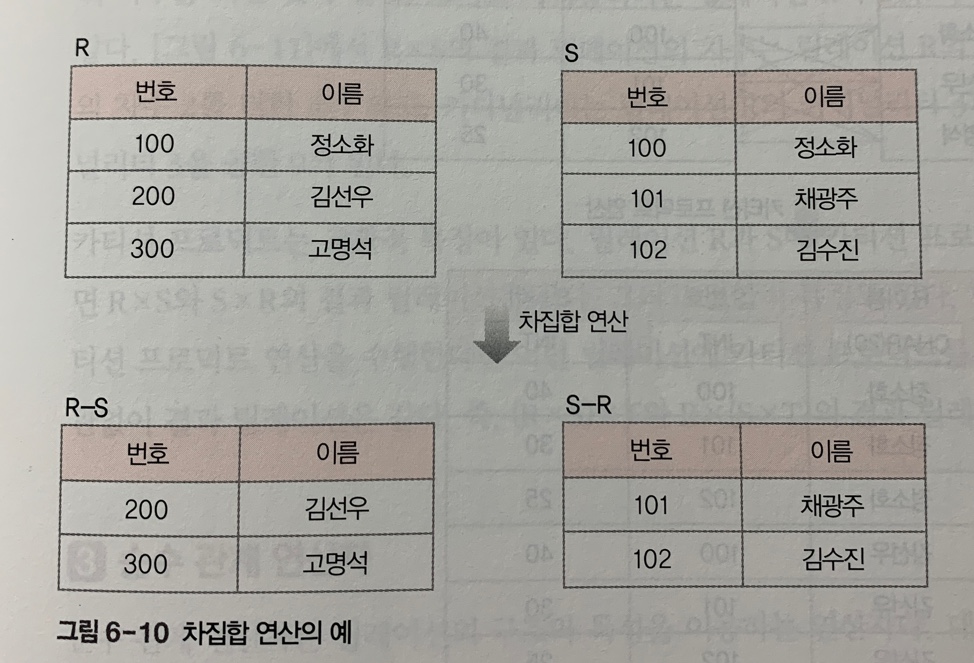 R
번호 이름
100 정소화
200 김선우
300 고명석
S
번호 이름
100 정소화
101 채광주
102 김수진
차집합 연산
R-S
번호 이름
200 김선우
300 고명석
S-R
번호 이름
101 채광주
102 김수진
그림 6-10 차집합 연산의 예